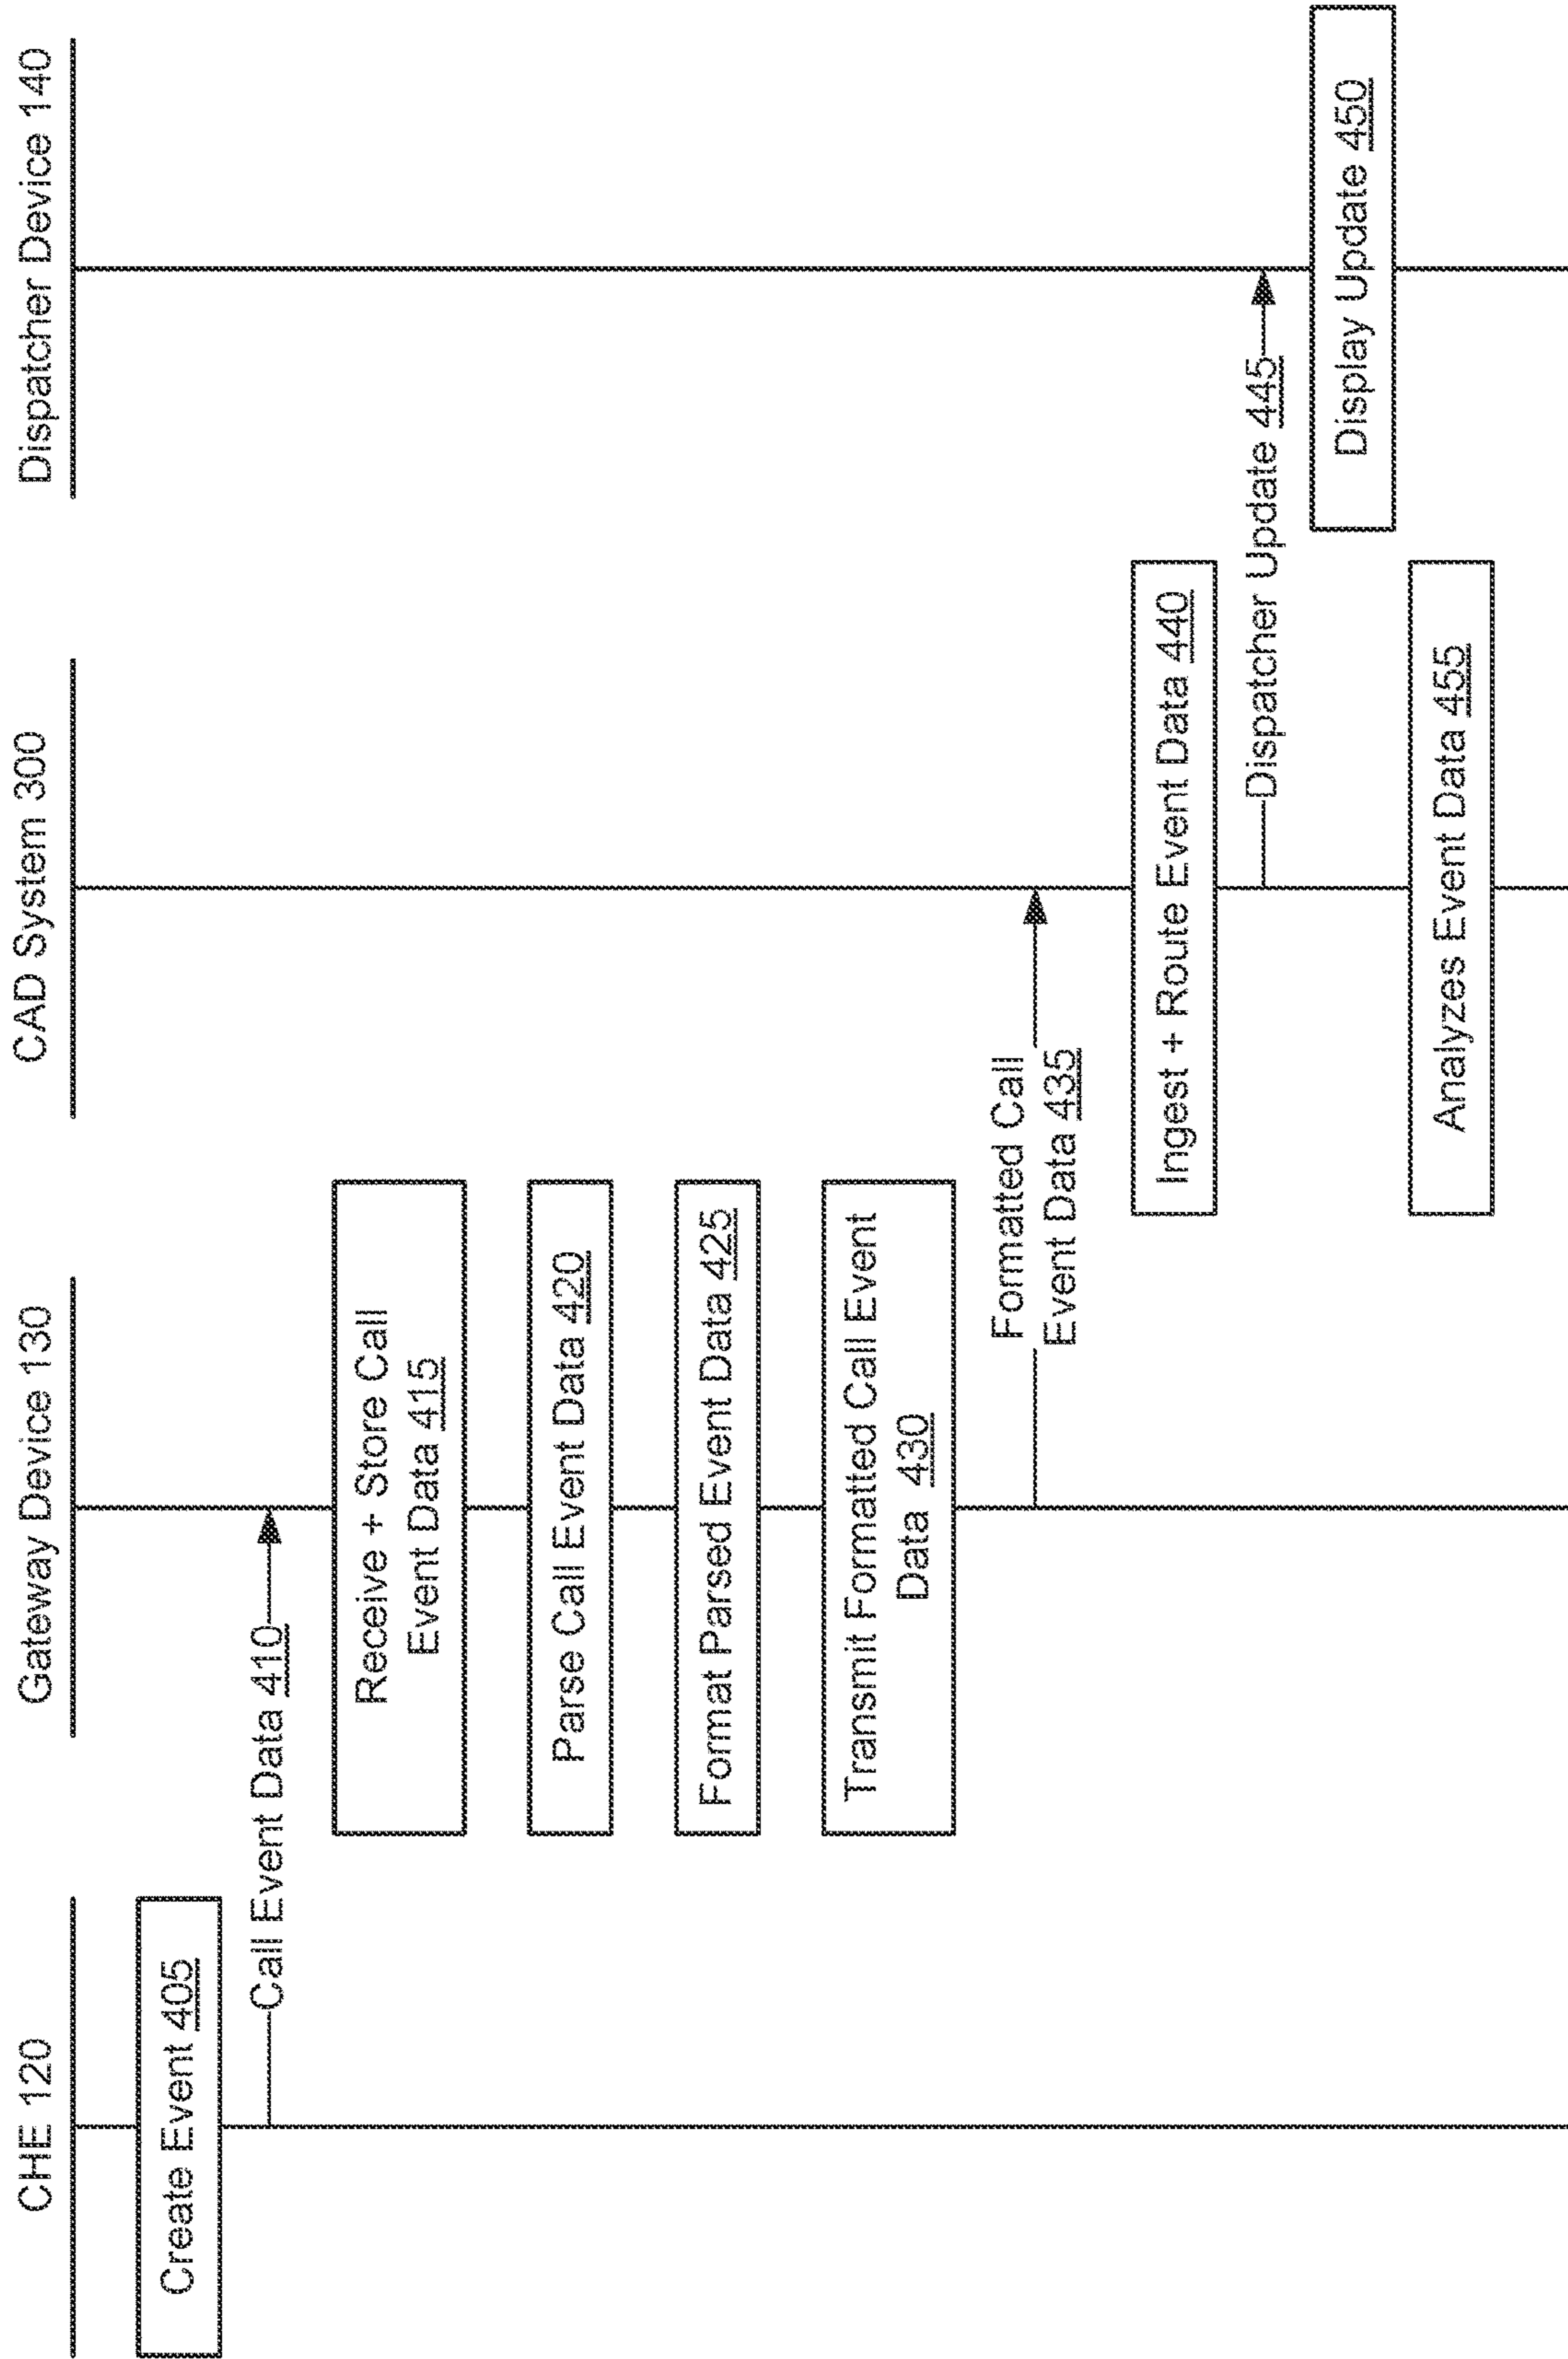 CHE 120
Gateway Device 130
CAD System 300
Dispatcher Device 140
Create Event 405
Call Event Data 410
Receive + Store Call
Event Data 415
Parse Call Event Data 420
Format Parsed Event Data 425
Transmit Formatted Call Event
Data 430
Formatted Call
Event Data 435
Ingest + Route Event Data 440
Dispatcher Update 445
Display Update 450
Analyzes Event Data 455